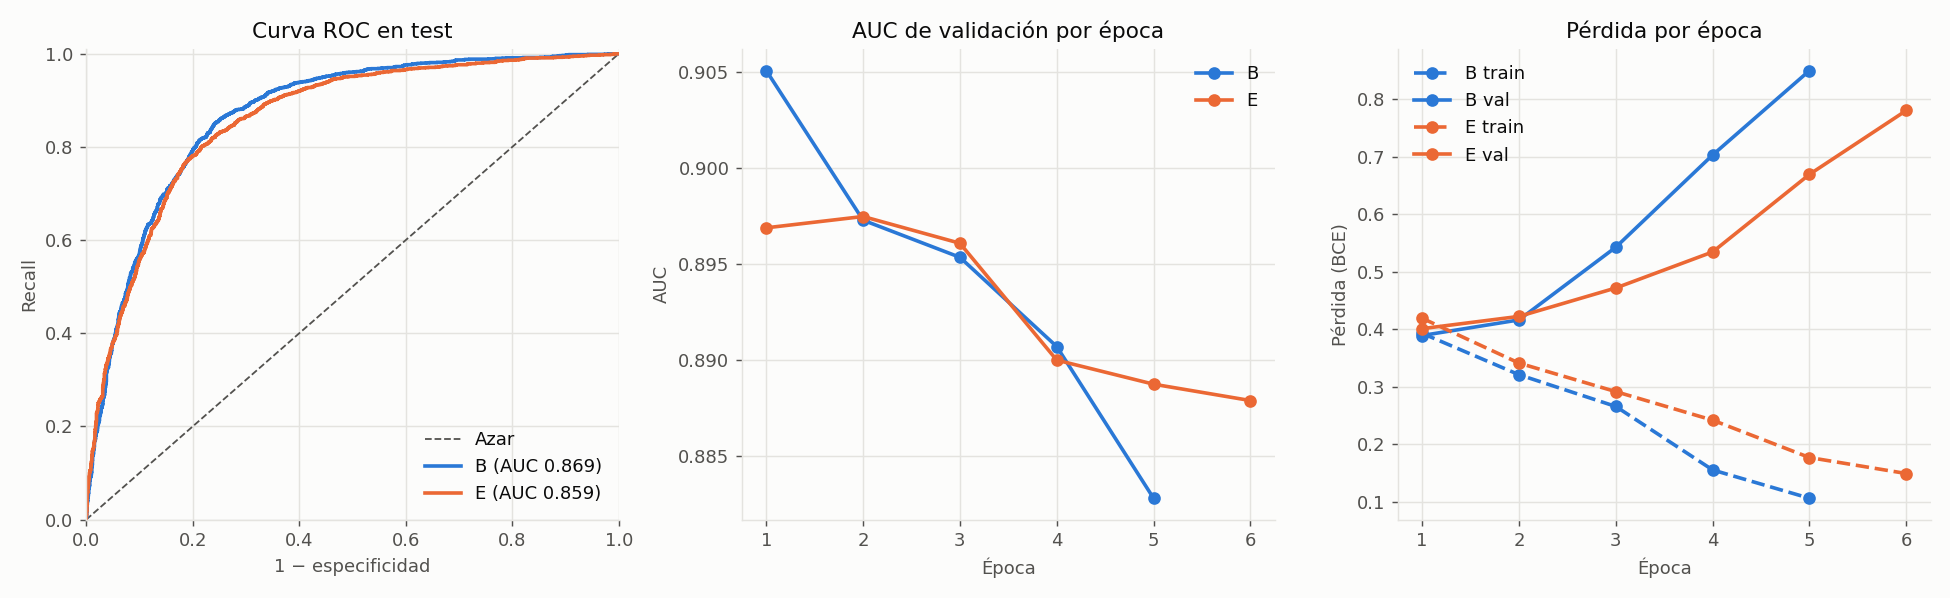 Curva ROC en test
1.0
0.8
0.6
0.4
0.2
0.0
Recall
0.0 0.2 0.4 0.6 0.8 1.0
1 − especificidad
Azar
B (AUC 0.869)
E (AUC 0.859)
AUC de validación por época
0.905
0.900
0.895
0.890
0.885
AUC
1 2 3 4 5 6
Época
B
E
Pérdida por época
0.8
0.7
0.6
0.5
0.4
0.3
0.2
0.1
Pérdida (BCE)
1 2 3 4 5 6
Época
B train
B val
E train
E val